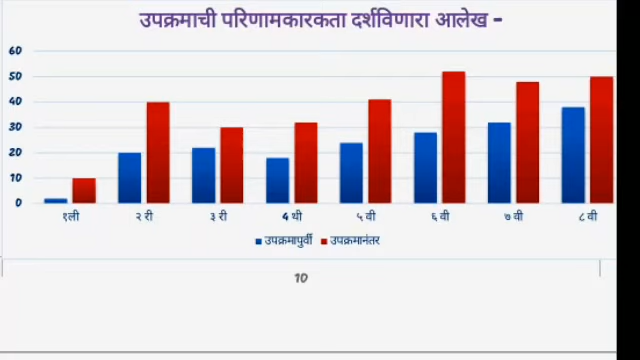 उपक्रमाची परिणामकारकता दर्शविणारा आलेख -
60
50
40
30
20
10
0
१ली २ री ३ री 4 थी ५ वी ६ वी ७ वी ८ वी
उपक्रमापुर्वी उपक्रमानंतर
10